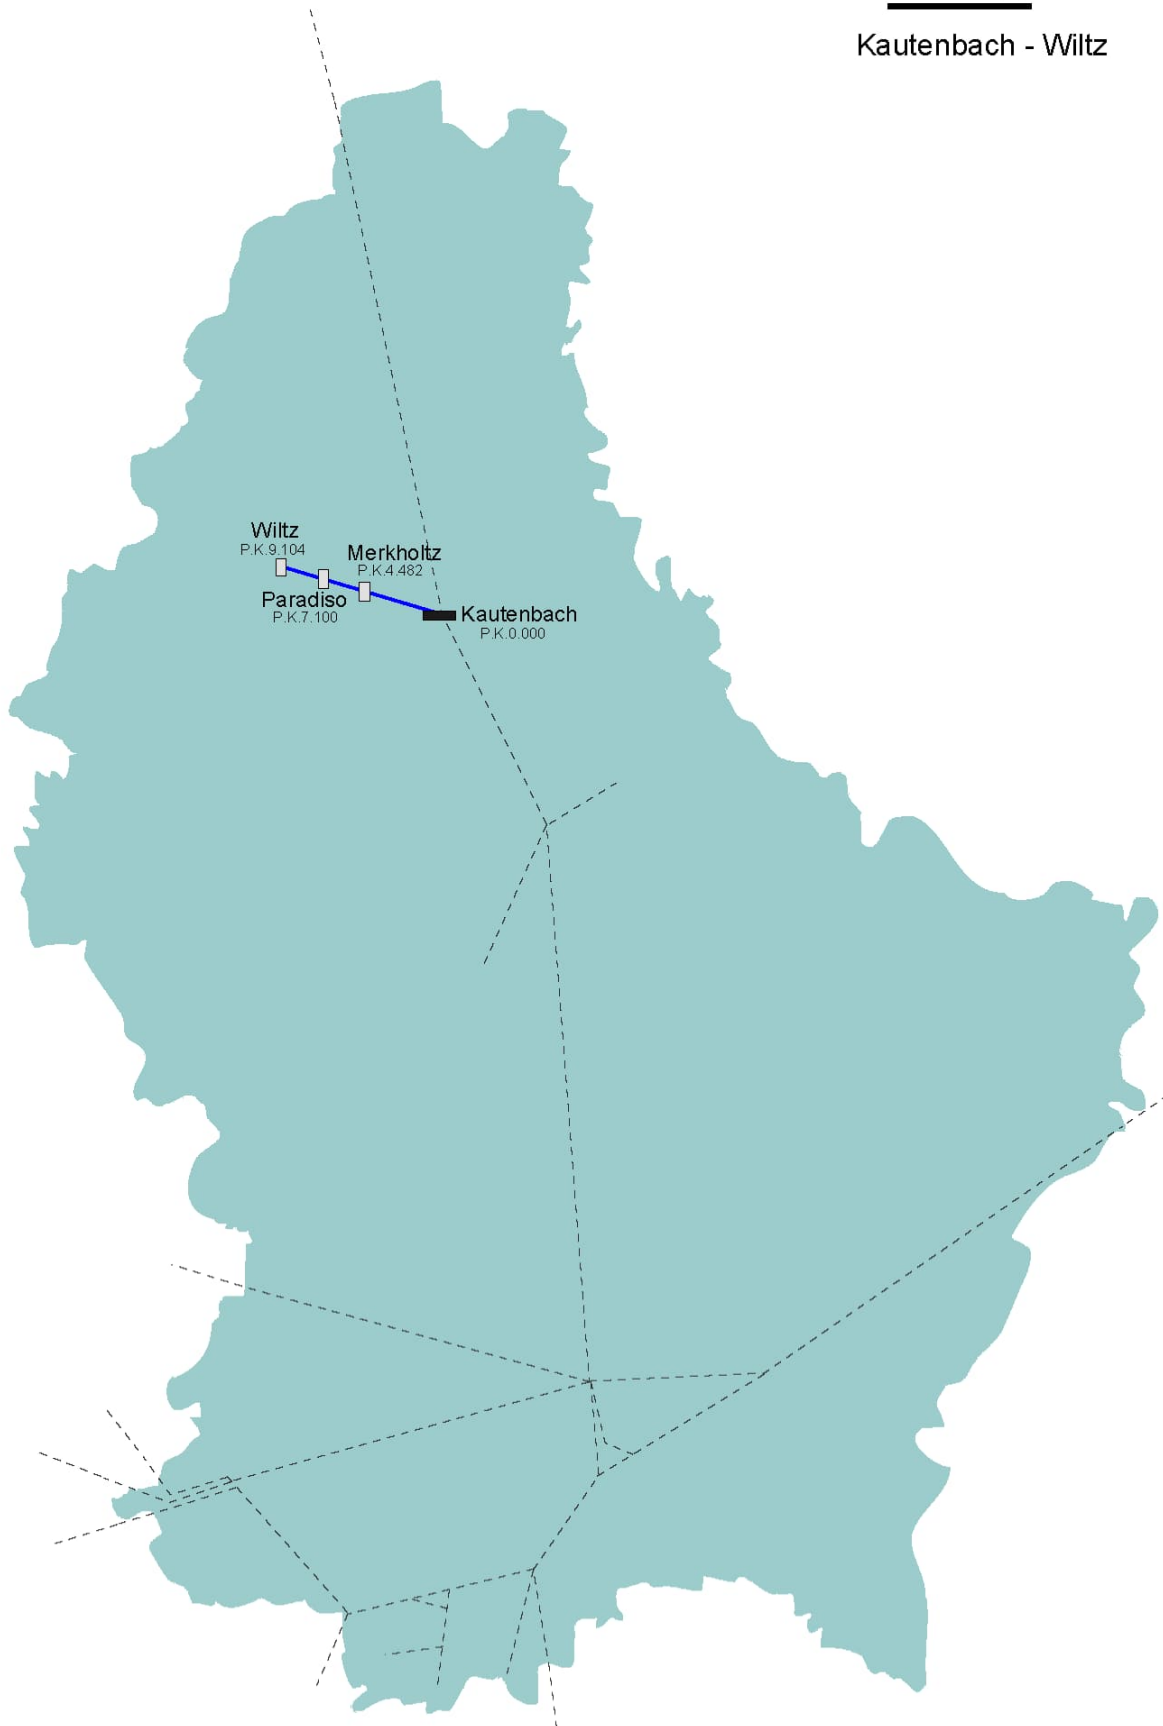 Kautenbach - Wiltz
Wiltz
P.K.9.104
Merkholtz
P.K.4.482
Paradiso
P.K.7.100
Kautenbach
P.K.0.000